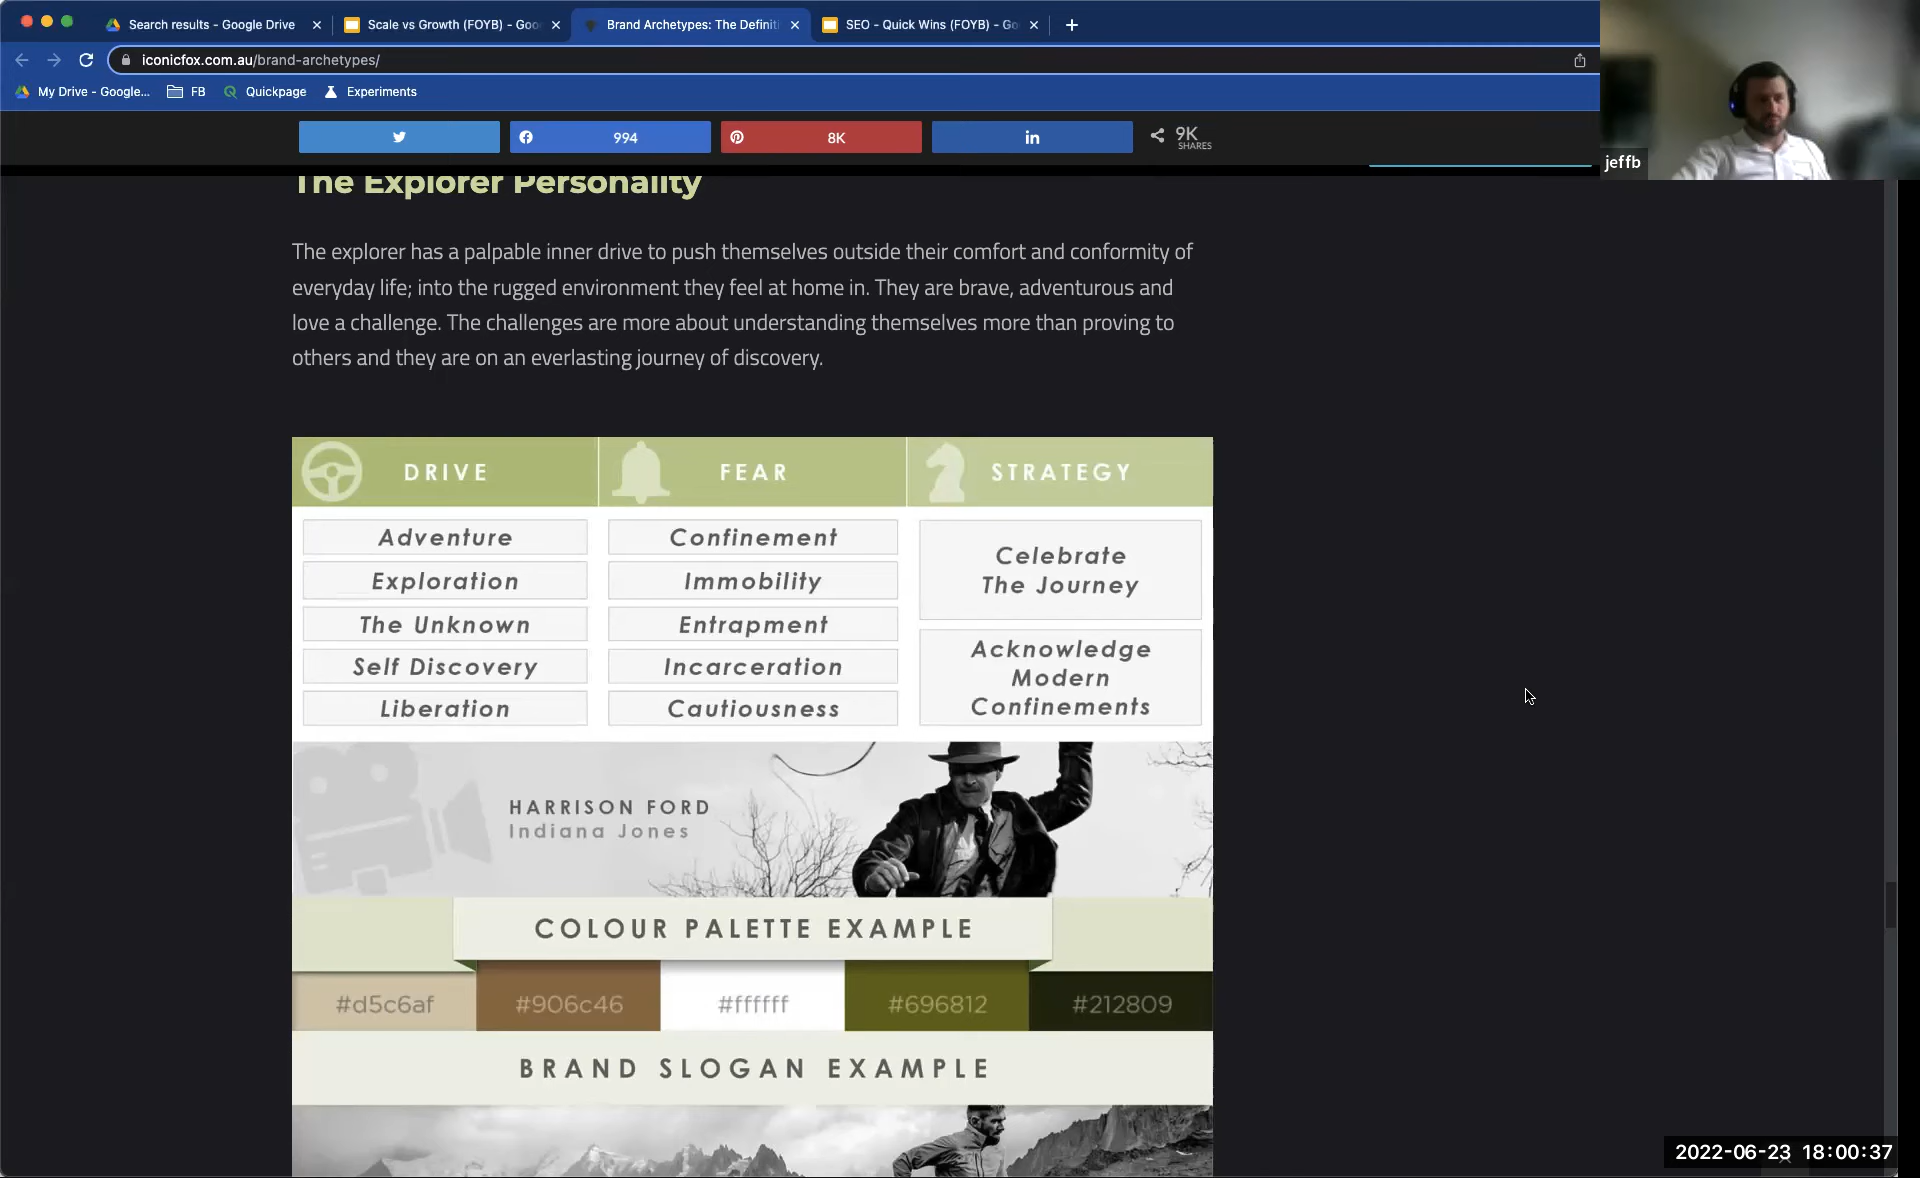 Search results - Google Drive
Scale vs Growth (FOYB) - Goo
Brand Archetypes: The Definiti
SEO - Quick Wins (FOYB) - Go
iconicfox.com.au/brand-archetypes/
My Drive - Google...
FB
Quickpage
Experiments
994
8K
in
9K
SHARES
jeffb
The Explorer Personality
The explorer has a palpable inner drive to push themselves outside their comfort and conformity of
everyday life; into the rugged environment they feel at home in. They are brave, adventurous and
love a challenge. The challenges are more about understanding themselves more than proving to
others and they are on an everlasting journey of discovery.
DRIVE
FEAR
STRATEGY
Adventure
Exploration
The Unknown
Self Discovery
Liberation
Confinement
Immobility
Entrapment
Incarceration
Cautiousness
Celebrate
The Journey
Acknowledge
Modern
Confinements
HARRISON FORD
Indiana Jones
COLOUR PALETTE EXAMPLE
#d5c6af
#906c46
#ffffff
#696812
#212809
BRAND SLOGAN EXAMPLE
2022-06-23 18:00:37